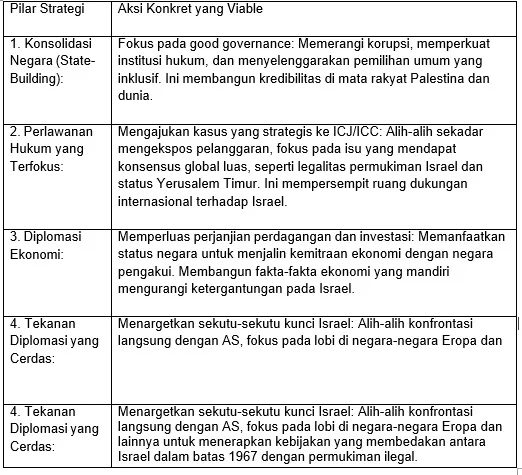 Pilar Strategi
Aksi Konkret yang Viable
1. Konsolidasi
Negara (State-
Building):
Fokus pada good governance: Memerangi korupsi, memperkuat
institusi hukum, dan menyelenggarakan pemilihan umum yang
inklusif. Ini membangun kredibilitas di mata rakyat Palestina dan
dunia.
2. Perlawanan
Hukum yang
Terfokus:
Mengajukan kasus yang strategis ke ICJ/ICC: Alih-alih sekadar
mengekspos pelanggaran, fokus pada isu yang mendapat
konsensus global luas, seperti legalitas permukiman Israel dan
status Yerusalem Timur. Ini mempersempit ruang dukungan
internasional terhadap Israel.
3. Diplomasi
Ekonomi:
Memperluas perjanjian perdagangan dan investasi: Memanfaatkan
status negara untuk menjalin kemitraan ekonomi dengan negara
pengakui. Membangun fakta-fakta ekonomi yang mandiri
mengurangi ketergantungan pada Israel.
4. Tekanan
Diplomasi yang
Cerdas:
Menargetkan sekutu-sekutu kunci Israel: Alih-alih konfrontasi
langsung dengan AS, fokus pada lobi di negara-negara Eropa dan
4. Tekanan
Diplomasi yang
Cerdas:
Menargetkan sekutu-sekutu kunci Israel: Alih-alih konfrontasi
langsung dengan AS, fokus pada lobi di negara-negara Eropa dan
lainnya untuk menerapkan kebijakan yang membedakan antara
Israel dalam batas 1967 dengan permukiman ilegal.